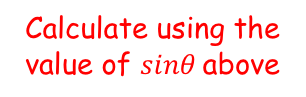 Calculate using the
value of sinθ above